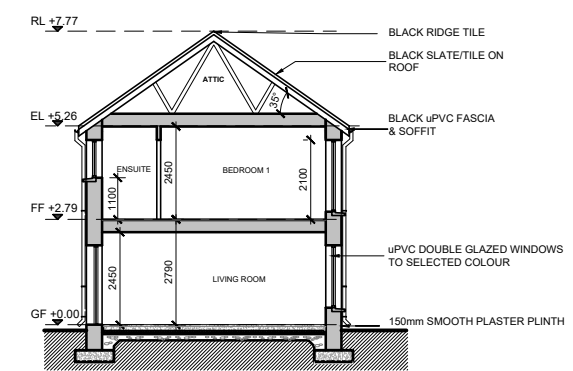 RL +7.77
BLACK RIDGE TILE
BLACK SLATE/TILE ON
ROOF
ATTIC
35°
EL +5.26
BLACK uPVC FASCIA
& SOFFIT
ENSUITE
2450
BEDROOM 1
2100
1100
FF +2.79
uPVC DOUBLE GLAZED WINDOWS
TO SELECTED COLOUR
2450
2790
LIVING ROOM
GF +0.00
150mm SMOOTH PLASTER PLINTH